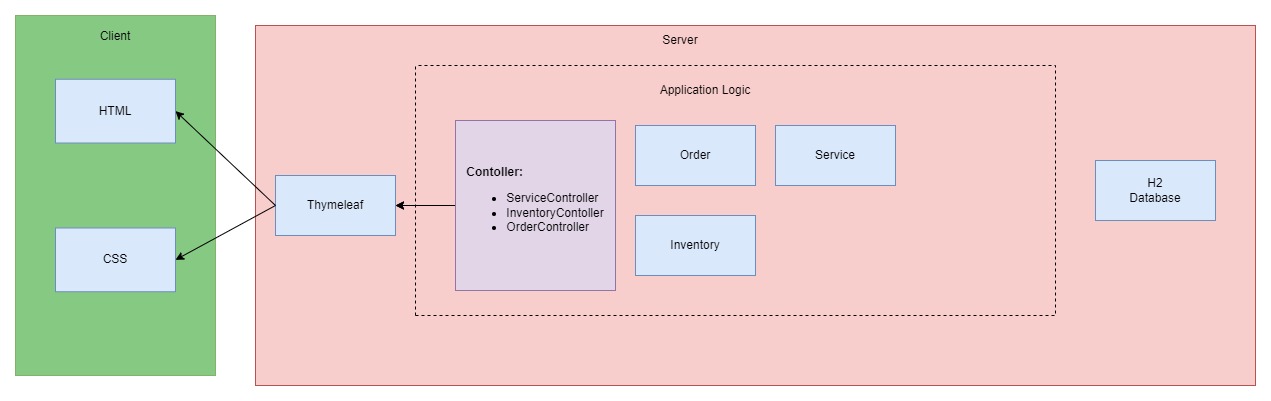 Client
HTML
CSS
Server
Thymeleaf
Application Logic
Contoller:
ServiceController
InventoryContoller
OrderController
Order
Service
Inventory
H2
Database